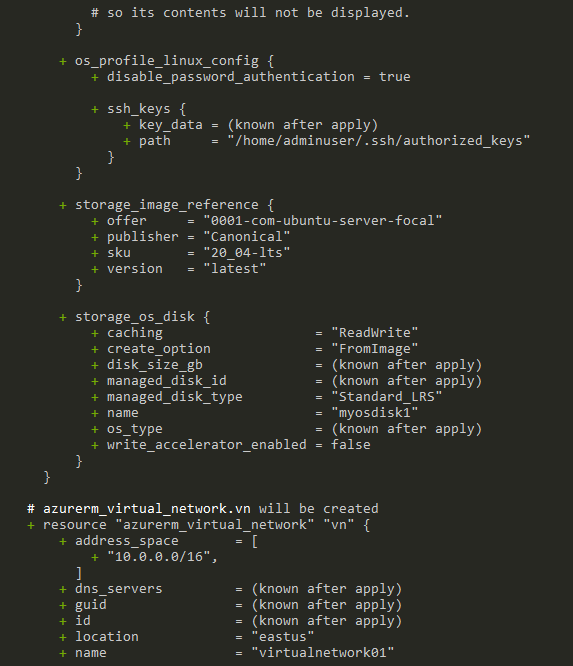 # so its contents will not be displayed.
}
+ os_profile_linux_config {
+ disable_password_authentication = true
+ ssh_keys {
+ key_data = (known after apply)
+ path     = "/home/adminuser/.ssh/authorized_keys"
}
}
+ storage_image_reference {
+ offer     = "0001-com-ubuntu-server-focal"
+ publisher = "Canonical"
+ sku       = "20_04-lts"
+ version   = "latest"
}
+ storage_os_disk {
+ caching                   = "ReadWrite"
+ create_option             = "FromImage"
+ disk_size_gb              = (known after apply)
+ managed_disk_id           = (known after apply)
+ managed_disk_type         = "Standard_LRS"
+ name                      = "myosdisk1"
+ os_type                   = (known after apply)
+ write_accelerator_enabled = false
}
}
# azurerm_virtual_network.vn will be created
+ resource "azurerm_virtual_network" "vn" {
+ address_space       = [
+ "10.0.0.0/16",
]
+ dns_servers         = (known after apply)
+ guid                = (known after apply)
+ id                  = (known after apply)
+ location            = "eastus"
+ name                = "virtualnetwork01"